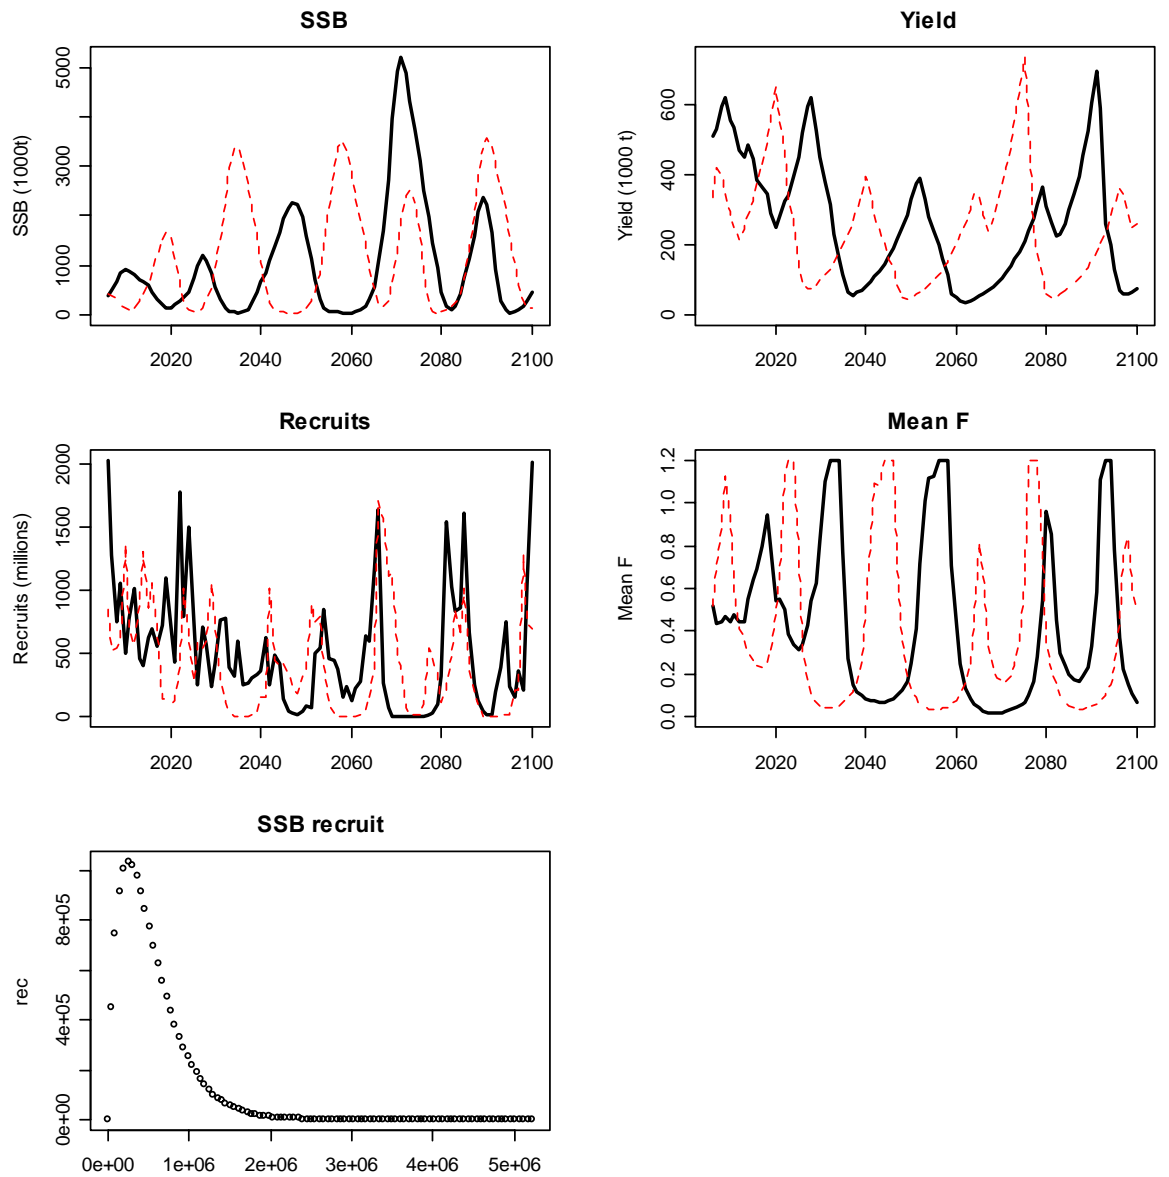 SSB
SSB (1000t)
0 1000 3000 5000
2020 2040 2060 2080 2100
Yield
Yield (1000 t)
0 200 400 600
2020 2040 2060 2080 2100
Recruits
Recruits (millions)
0 500 1000 1500 2000
2020 2040 2060 2080 2100
Mean F
Mean F
0.0 0.2 0.4 0.6 0.8 1.0 1.2
2020 2040 2060 2080 2100
SSB recruit
rec
0e+00 4e+05 8e+05
0e+00 1e+06 2e+06 3e+06 4e+06 5e+06